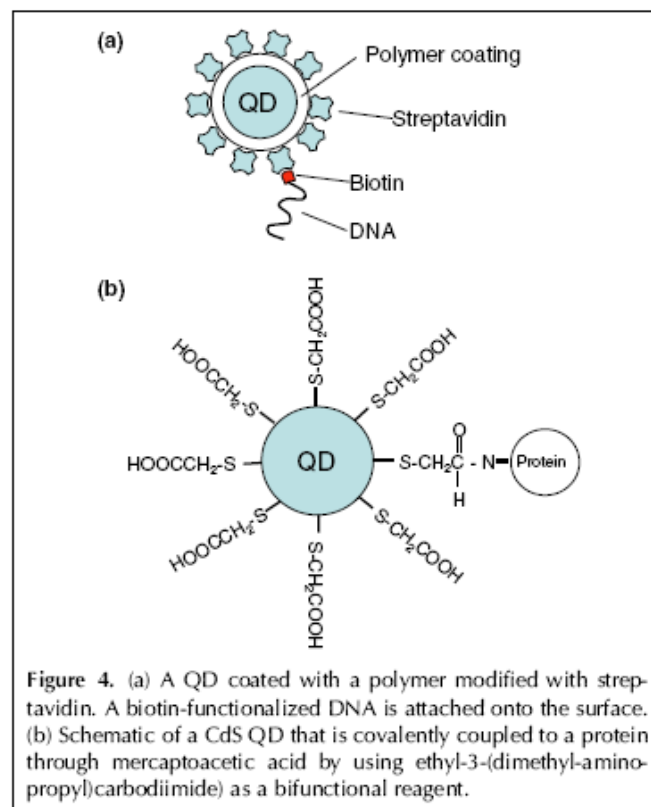 (a)
Polymer coating
QD
Streptavidin
Biotin
DNA
(b)
S-CH₂COOH
HOOCCH₂-S
S-CH₂COOH
HOOCCH₂-S
QD
S-CH₂C - N
O
H
Protein
HOOCCH₂-S
S-CH₂COOH
S-CH₂COOH
Figure 4. (a) A QD coated with a polymer modified with strep-
tavidin. A biotin-functionalized DNA is attached onto the surface.
(b) Schematic of a CdS QD that is covalently coupled to a protein
through mercaptoacetic acid by using ethyl-3-(dimethyl-amino-
propyl)carbodiimide) as a bifunctional reagent.